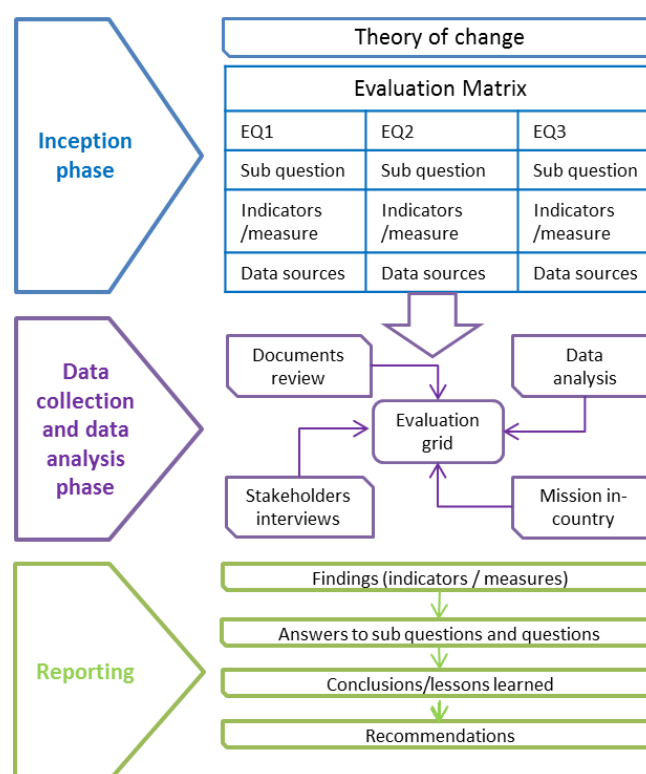 Theory of change
Inception
phase
Evaluation Matrix
EQ1 EQ2 EQ3
Sub question Sub question Sub question
Indicators Indicators Indicators
/measure /measure /measure
Data sources Data sources Data sources
Data
collection
and data
analysis
phase
Documents
review
Data
analysis
Evaluation
grid
Stakeholders
interviews
Mission in-
country
Reporting
Findings (indicators / measures)
Answers to sub questions and questions
Conclusions/lessons learned
Recommendations